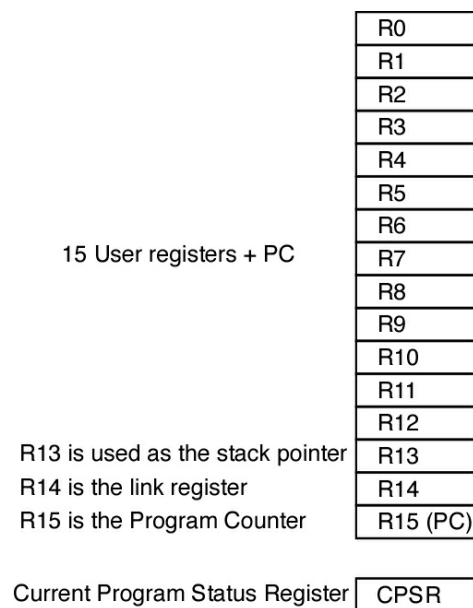 R0
R1
R2
R3
R4
R5
R6
15 User registers + PC R7
R8
R9
R10
R11
R12
R13 is used as the stack pointer R13
R14 is the link register R14
R15 is the Program Counter R15 (PC)
Current Program Status Register CPSR